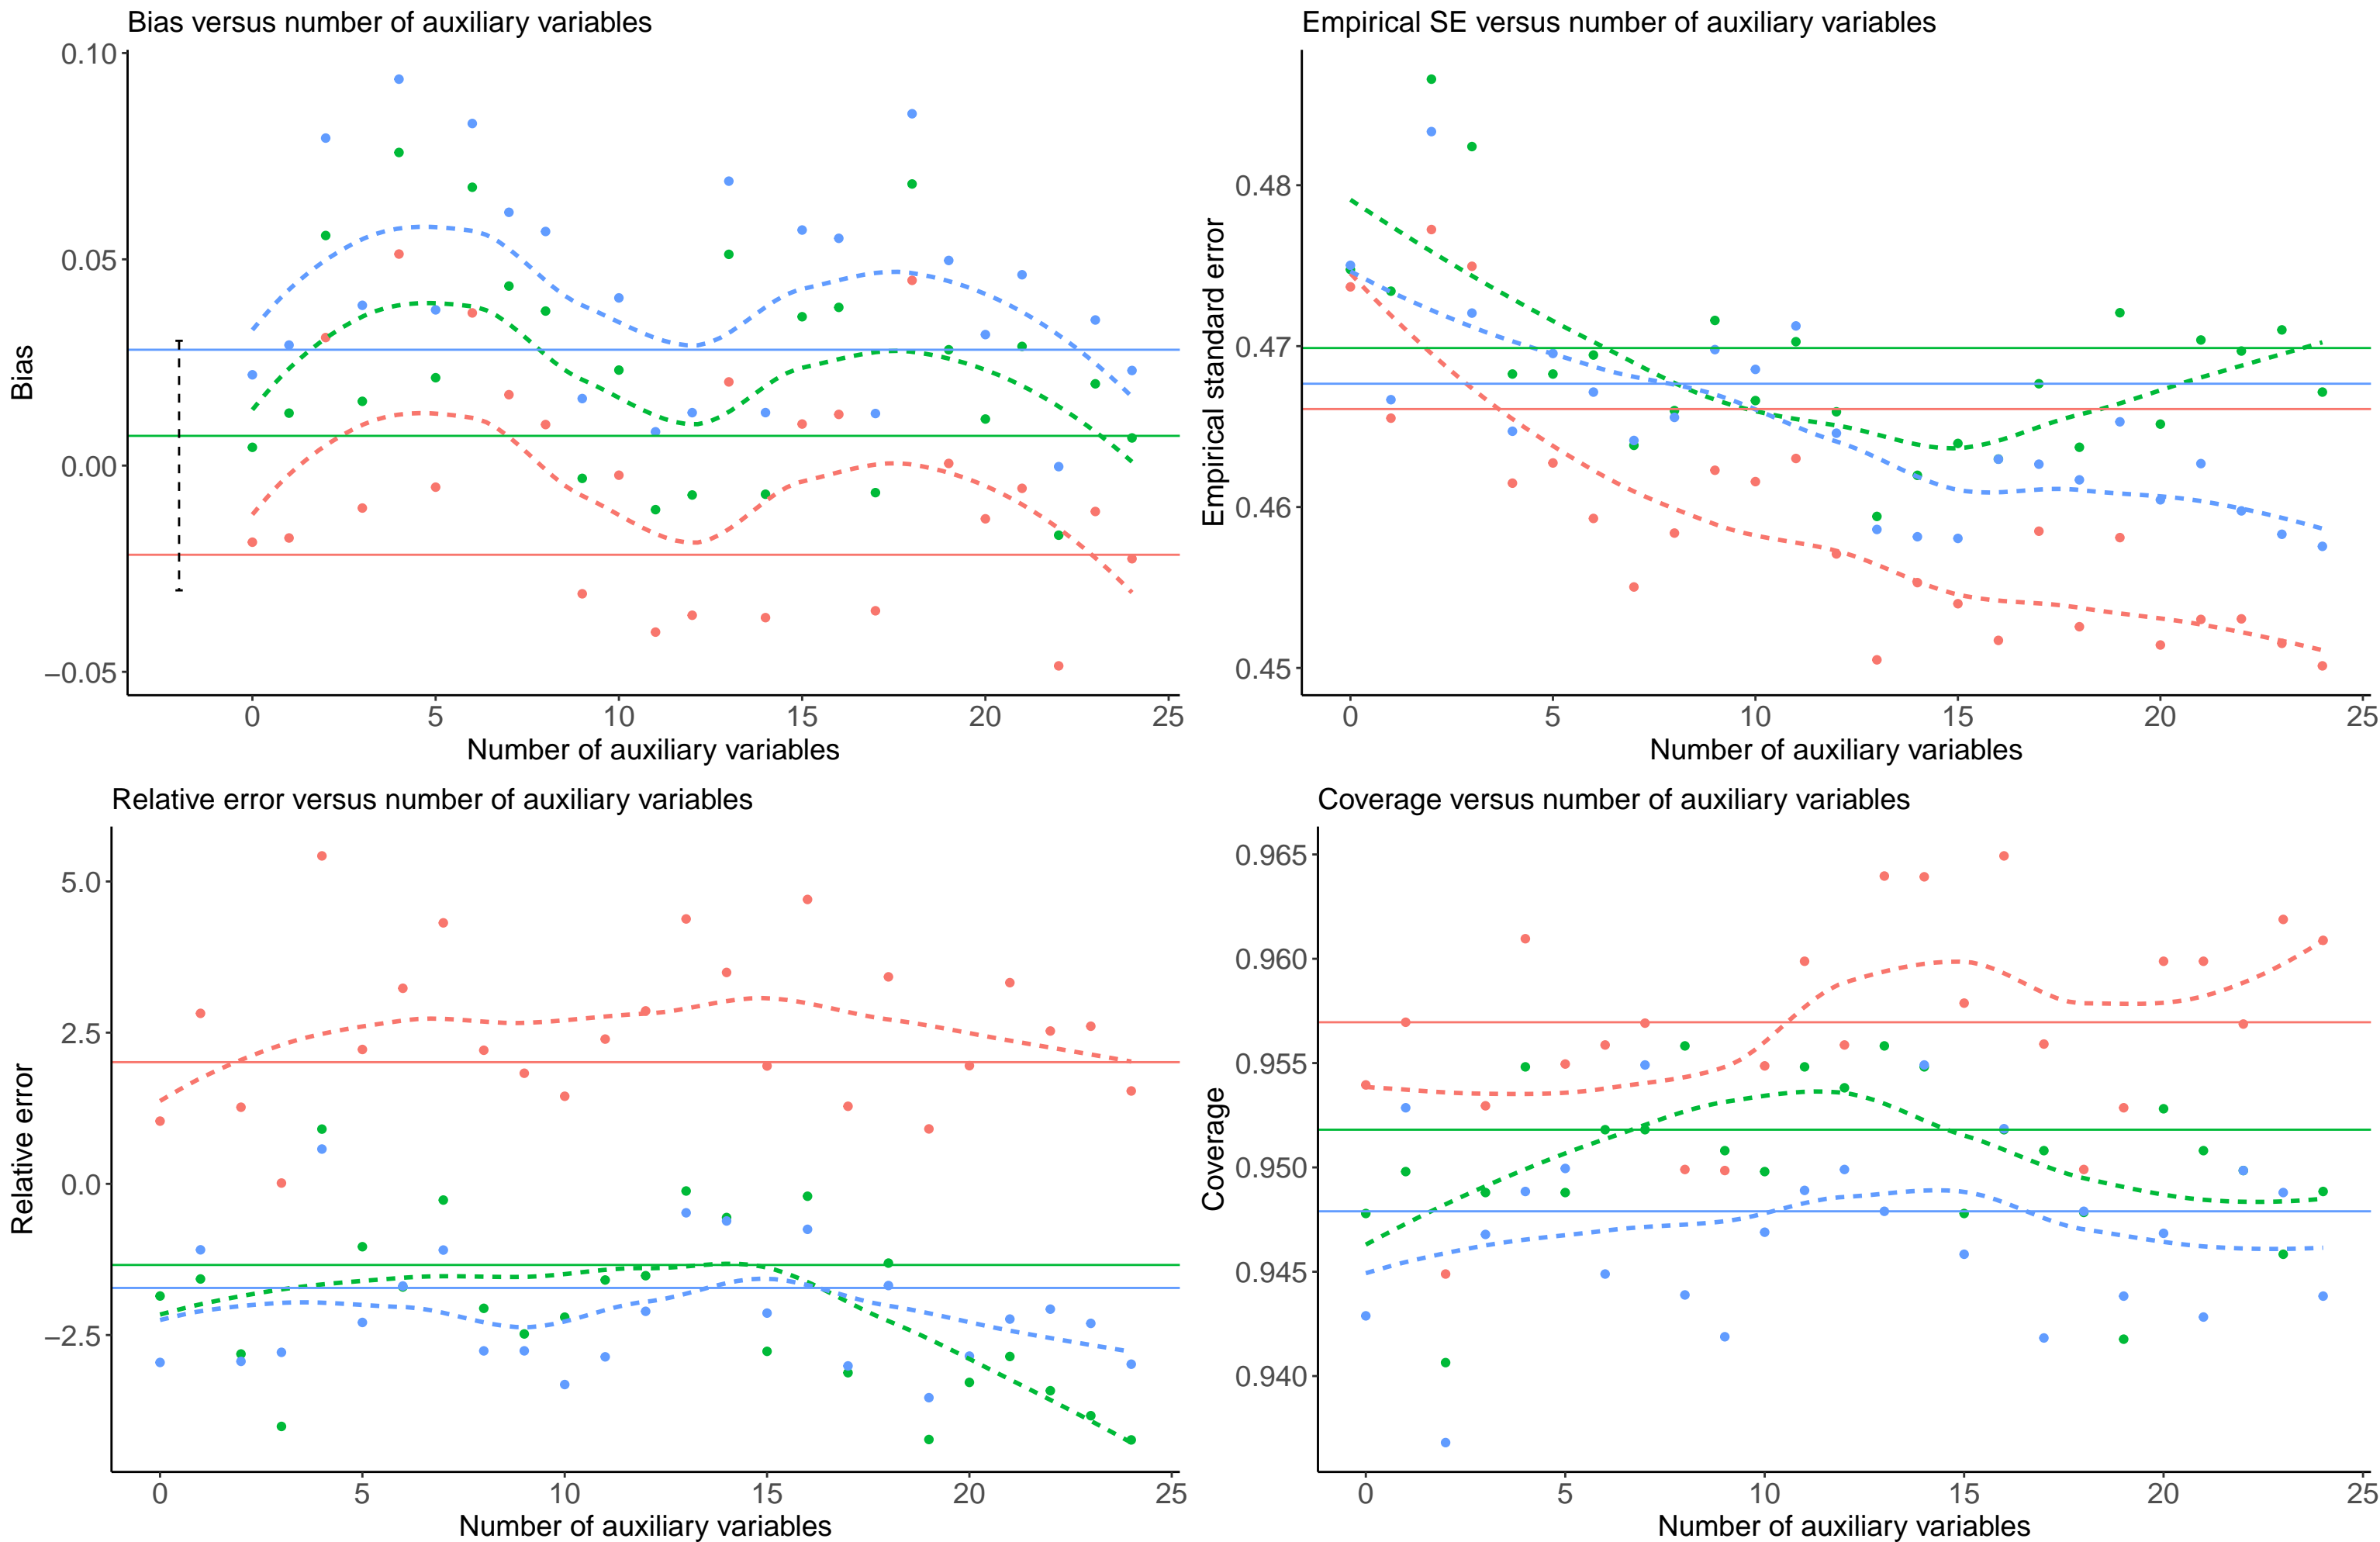 Bias versus number of auxiliary variables
0.10
0.05
0.00
−0.05
Bias
0 5 10 15 20 25
Number of auxiliary variables
Empirical SE versus number of auxiliary variables
0.48
0.47
0.46
0.45
Empirical standard error
0 5 10 15 20 25
Number of auxiliary variables
Relative error versus number of auxiliary variables
5.0
2.5
0.0
−2.5
Relative error
0 5 10 15 20 25
Number of auxiliary variables
Coverage versus number of auxiliary variables
0.965
0.960
0.955
0.950
0.945
0.940
Coverage
0 5 10 15 20 25
Number of auxiliary variables